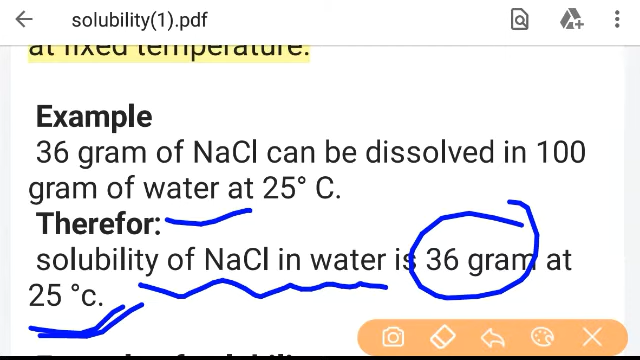 solubility(1).pdf
at fixed temperature.
Example
36 gram of NaCl can be dissolved in 100
gram of water at 25° C.
Therefor:
solubility of NaCl in water is 36 gram at
25 °c.